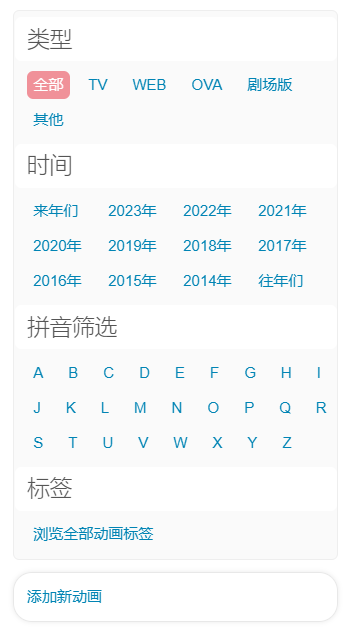 类型
全部 TV WEB OVA 剧场版
其他
时间
来年们 2023年 2022年 2021年
2020年 2019年 2018年 2017年
2016年 2015年 2014年 往年们
拼音筛选
A B C D E F G H I
J K L M N O P Q R
S T U V W X Y Z
标签
浏览全部动画标签
添加新动画